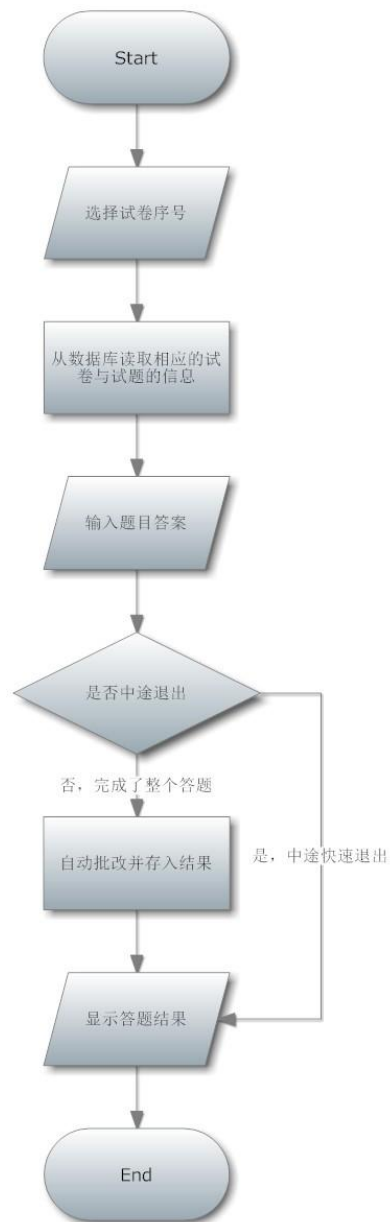 Start
选择试卷序号
从数据库读取相应的试
卷与试题的信息
输入题目答案
是否中途退出
否，完成了整个答题
自动批改并存入结果
是，中途快速退出
显示答题结果
End